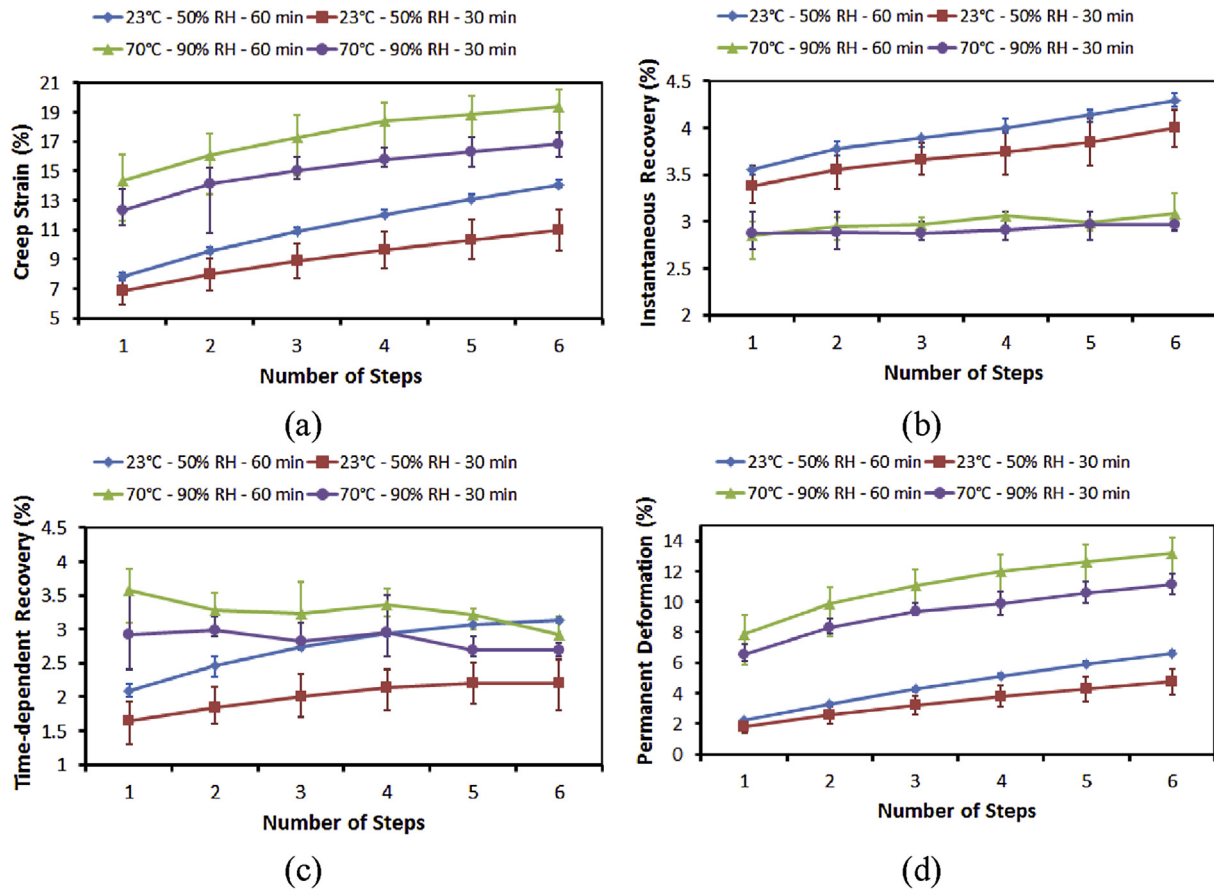 23°C - 50% RH - 60 min 23°C - 50% RH - 30 min
70°C - 90% RH - 60 min 70°C - 90% RH - 30 min
Creep Strain (%)
21
19
17
15
13
11
9
7
5
1 2 3 4 5 6
Number of Steps
(a)
23°C - 50% RH - 60 min 23°C - 50% RH - 30 min
70°C - 90% RH - 60 min 70°C - 90% RH - 30 min
Instantaneous Recovery (%)
4.5
4
3.5
3
2.5
2
1 2 3 4 5 6
Number of Steps
(b)
23°C - 50% RH - 60 min 23°C - 50% RH - 30 min
70°C - 90% RH - 60 min 70°C - 90% RH - 30 min
Time-dependent Recovery (%)
4.5
4
3.5
3
2.5
2
1.5
1
1 2 3 4 5 6
Number of Steps
(c)
23°C - 50% RH - 60 min 23°C - 50% RH - 30 min
70°C - 90% RH - 60 min 70°C - 90% RH - 30 min
Permanent Deformation (%)
14
12
10
8
6
4
2
0
1 2 3 4 5 6
Number of Steps
(d)